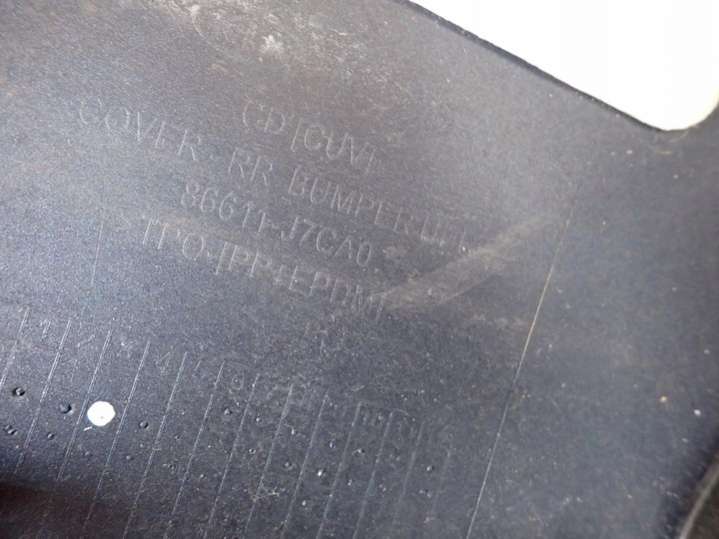 CD [CUV]
COVER-RR BUMPER UPR
86611-J7CA0
TPO-[PP+EPDM]